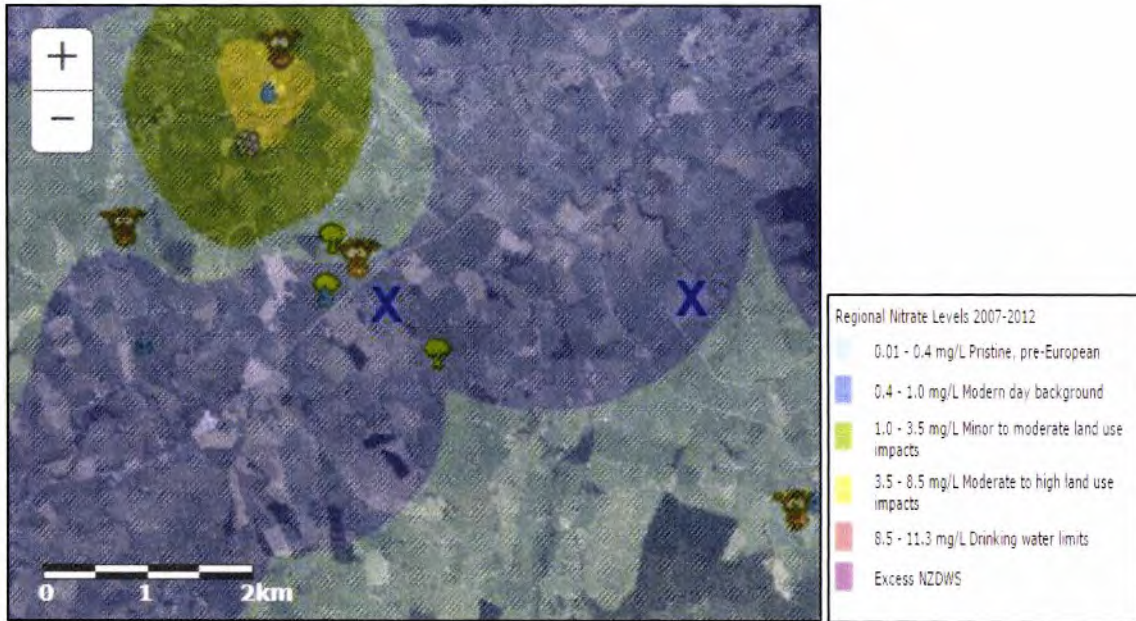 +
−
X
X
0 1 2km
Regional Nitrate Levels 2007-2012
0.01 - 0.4 mg/L Pristine, pre-European
0.4 - 1.0 mg/L Modern day background
1.0 - 3.5 mg/L Minor to moderate land use
impacts
3.5 - 8.5 mg/L Moderate to high land use
impacts
8.5 - 11.3 mg/L Drinking water limits
Excess NZDWS